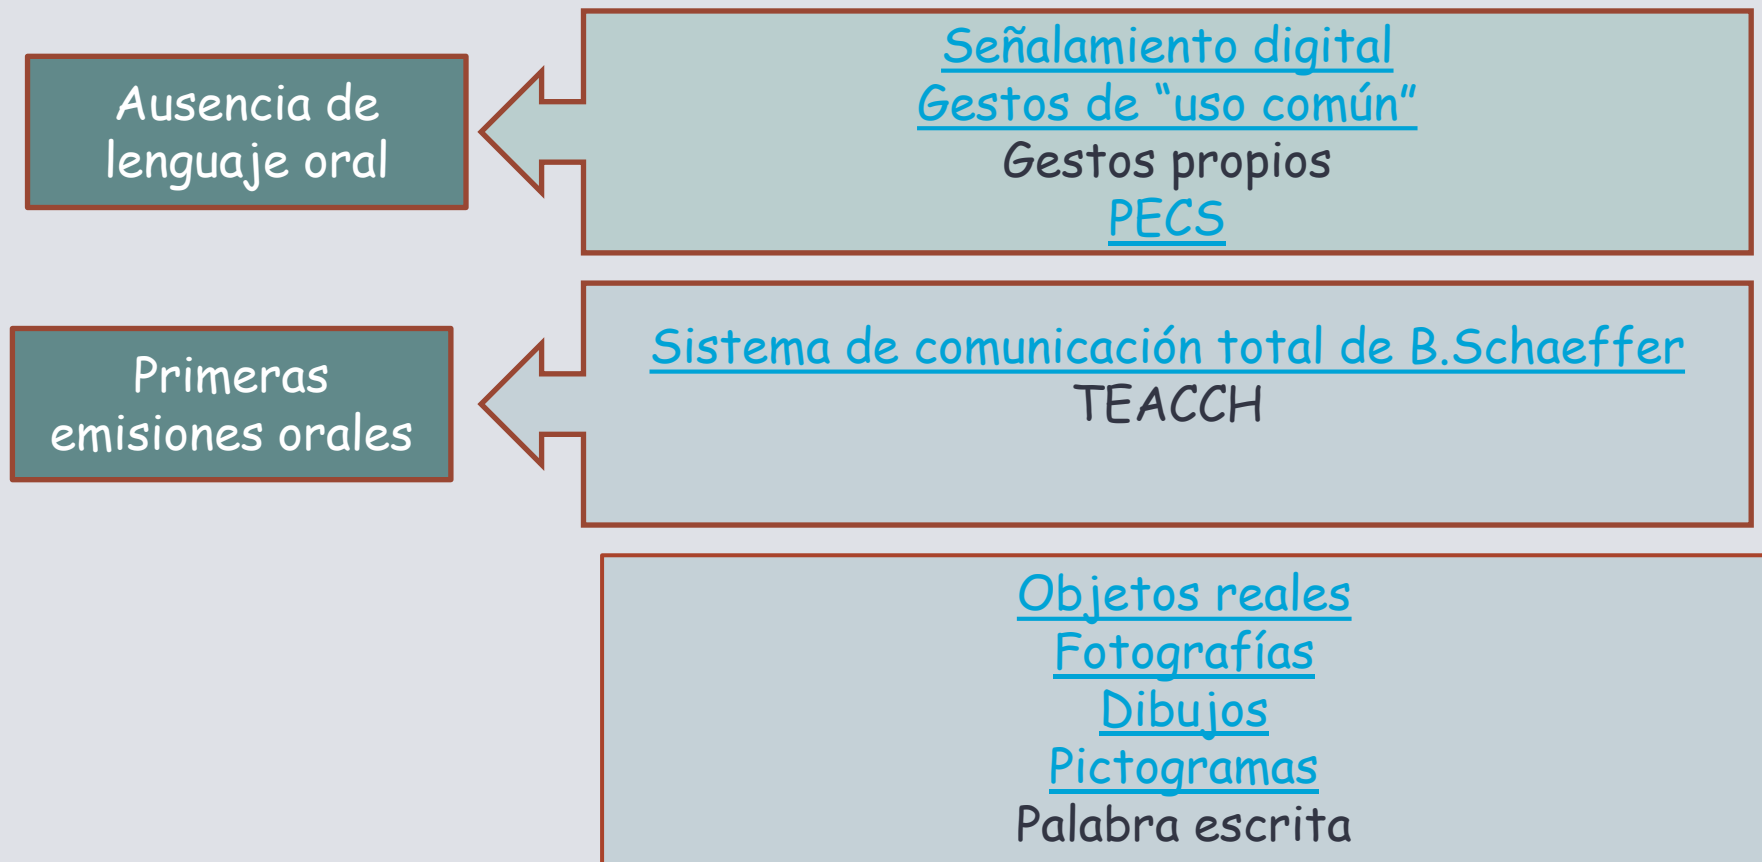 Ausencia de
lenguaje oral
Señalamiento digital
Gestos de “uso común”
Gestos propios
PECS
Primeras
emisiones orales
Sistema de comunicación total de B.Schaeffer
TEACCH
Objetos reales
Fotografías
Dibujos
Pictogramas
Palabra escrita